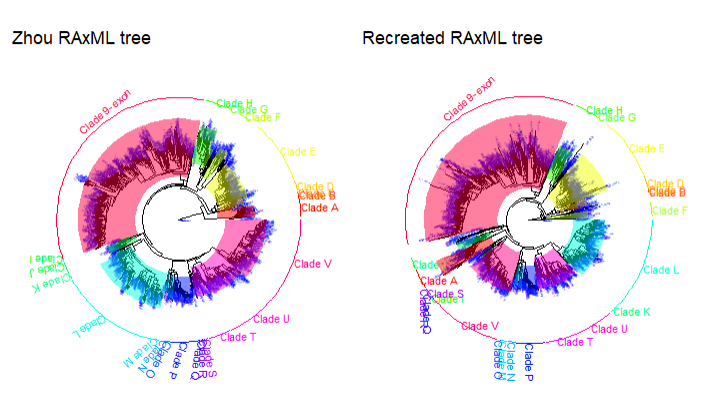 Zhou RAxML tree
Recreated RAxML tree
Clade 9-exon
Clade H
Clade G
Clade F
Clade E
Clade D
Clade B
Clade A
Clade V
Clade U
Clade T
Clade S
Clade R
Clade Q
Clade P
Clade O
Clade N
Clade M
Clade L
Clade K
Clade J
Clade I
Clade 9-exon
Clade H
Clade G
Clade E
Clade D
Clade B
Clade F
Clade L
Clade K
Clade U
Clade T
Clade P
Clade N
Clade O
Clade V
Clade Q
Clade S
Clade A